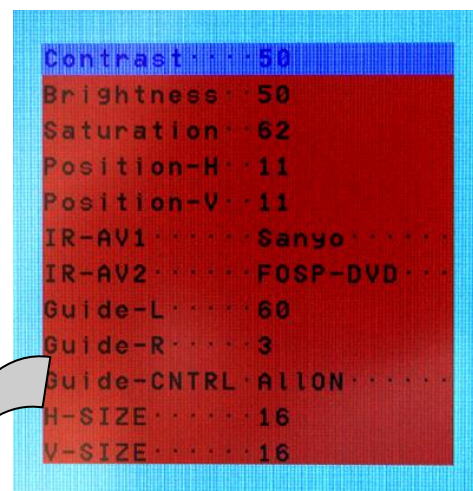 Contrast····50
Brightness··50
Saturation··62
Position-H··11
Position-V··11
IR-AV1······Sanyo······
IR-AV2······FOSP-DVD···
Guide-L·····60
Guide-R·····3
Guide-CNTRL·AllON······
H-SIZE······16
V-SIZE······16